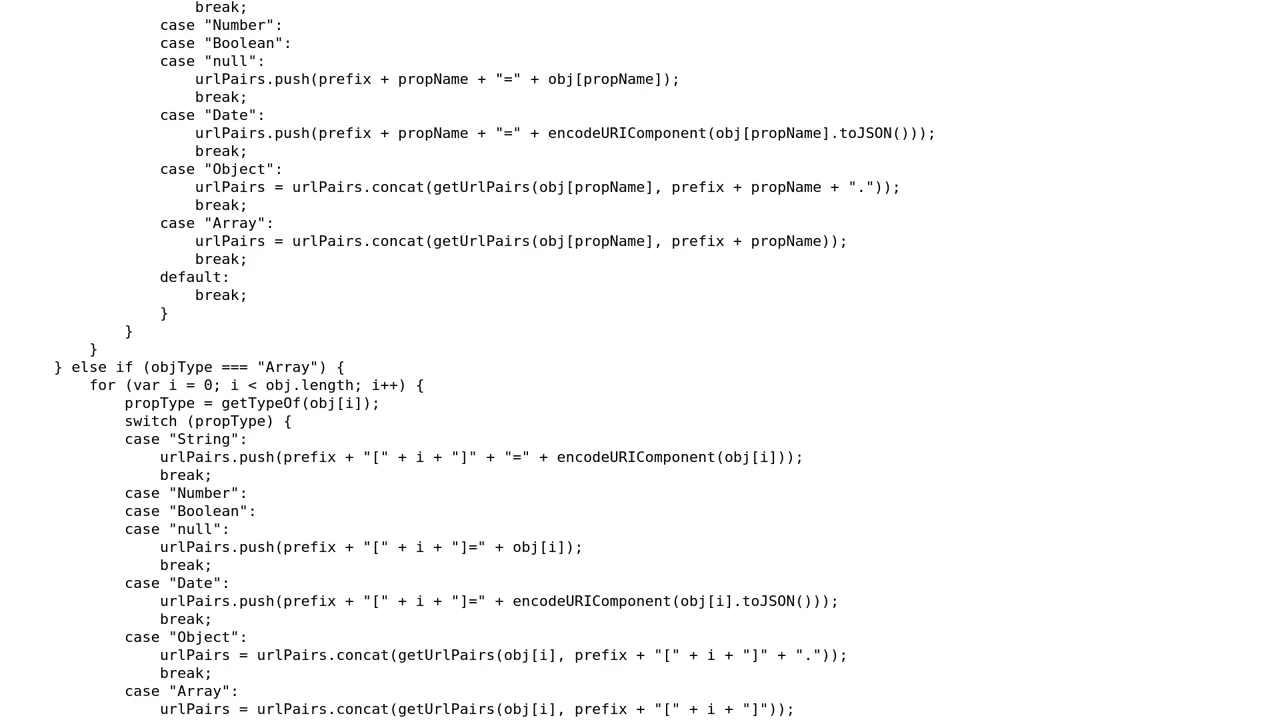 break;
            case "Number":
            case "Boolean":
            case "null":
                urlPairs.push(prefix + propName + "=" + obj[propName]);
                break;
            case "Date":
                urlPairs.push(prefix + propName + "=" + encodeURIComponent(obj[propName].toJSON()));
                break;
            case "Object":
                urlPairs = urlPairs.concat(getUrlPairs(obj[propName], prefix + propName + "."));
                break;
            case "Array":
                urlPairs = urlPairs.concat(getUrlPairs(obj[propName], prefix + propName));
                break;
            default:
                break;
            }
        }
    }
} else if (objType === "Array") {
    for (var i = 0; i < obj.length; i++) {
        propType = getTypeOf(obj[i]);
        switch (propType) {
        case "String":
            urlPairs.push(prefix + "[" + i + "]" + "=" + encodeURIComponent(obj[i]));
            break;
        case "Number":
        case "Boolean":
        case "null":
            urlPairs.push(prefix + "[" + i + "]=" + obj[i]);
            break;
        case "Date":
            urlPairs.push(prefix + "[" + i + "]=" + encodeURIComponent(obj[i].toJSON()));
            break;
        case "Object":
            urlPairs = urlPairs.concat(getUrlPairs(obj[i], prefix + "[" + i + "]" + "."));
            break;
        case "Array":
            urlPairs = urlPairs.concat(getUrlPairs(obj[i], prefix + "[" + i + "]"));